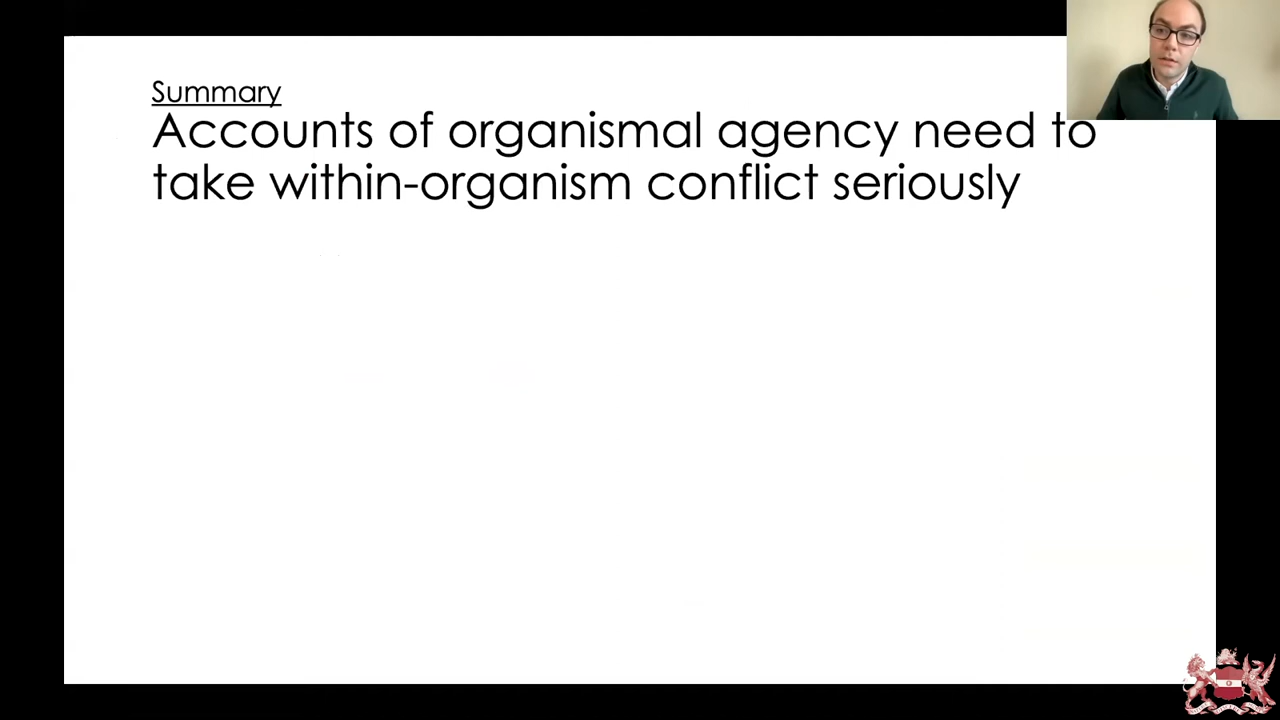 Summary
Accounts of organismal agency need to
take within-organism conflict seriously